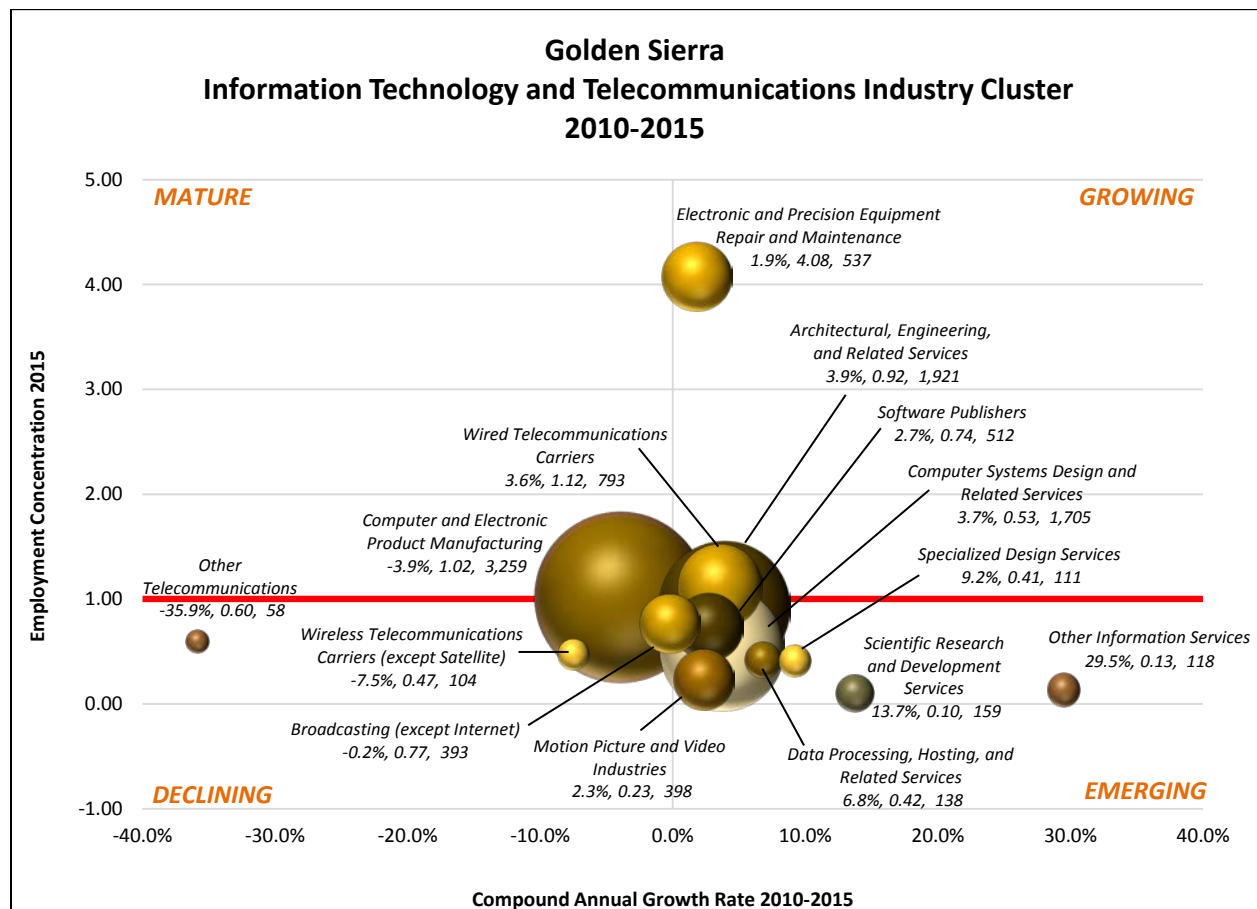 Golden Sierra
Information Technology and Telecommunications Industry Cluster
2010-2015
5.00
4.00
3.00
2.00
1.00
0.00
-1.00
Employment Concentration 2015
MATURE
GROWING
Electronic and Precision Equipment
Repair and Maintenance
1.9%, 4.08, 537
Architectural, Engineering,
and Related Services
3.9%, 0.92, 1,921
Software Publishers
2.7%, 0.74, 512
Wired Telecommunications
Carriers
3.6%, 1.12, 793
Computer Systems Design and
Related Services
3.7%, 0.53, 1,705
Computer and Electronic
Product Manufacturing
-3.9%, 1.02, 3,259
Specialized Design Services
9.2%, 0.41, 111
Other
Telecommunications
-35.9%, 0.60, 58
Wireless Telecommunications
Carriers (except Satellite)
-7.5%, 0.47, 104
Scientific Research
and Development
Services
13.7%, 0.10, 159
Other Information Services
29.5%, 0.13, 118
Broadcasting (except Internet)
-0.2%, 0.77, 393
Motion Picture and Video
Industries
2.3%, 0.23, 398
Data Processing, Hosting, and
Related Services
6.8%, 0.42, 138
DECLINING
EMERGING
-40.0% -30.0% -20.0% -10.0% 0.0% 10.0% 20.0% 30.0% 40.0%
Compound Annual Growth Rate 2010-2015